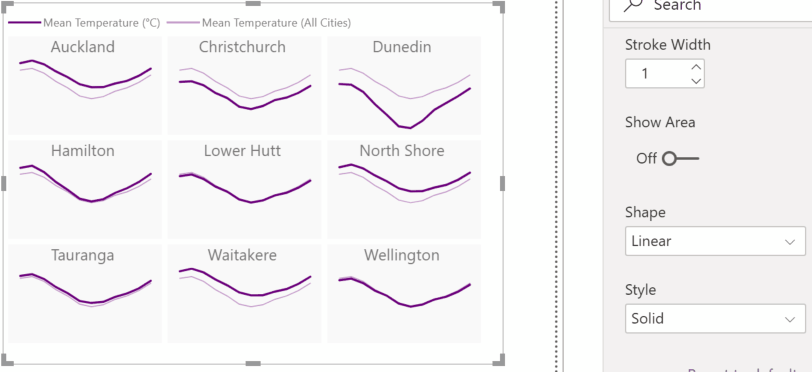 Mean Temperature (°C) Mean Temperature (All Cities)
Auckland Christchurch Dunedin
Hamilton Lower Hutt North Shore
Tauranga Waitakere Wellington
Search
Stroke Width
1
Show Area
Off
Shape
Linear
Style
Solid